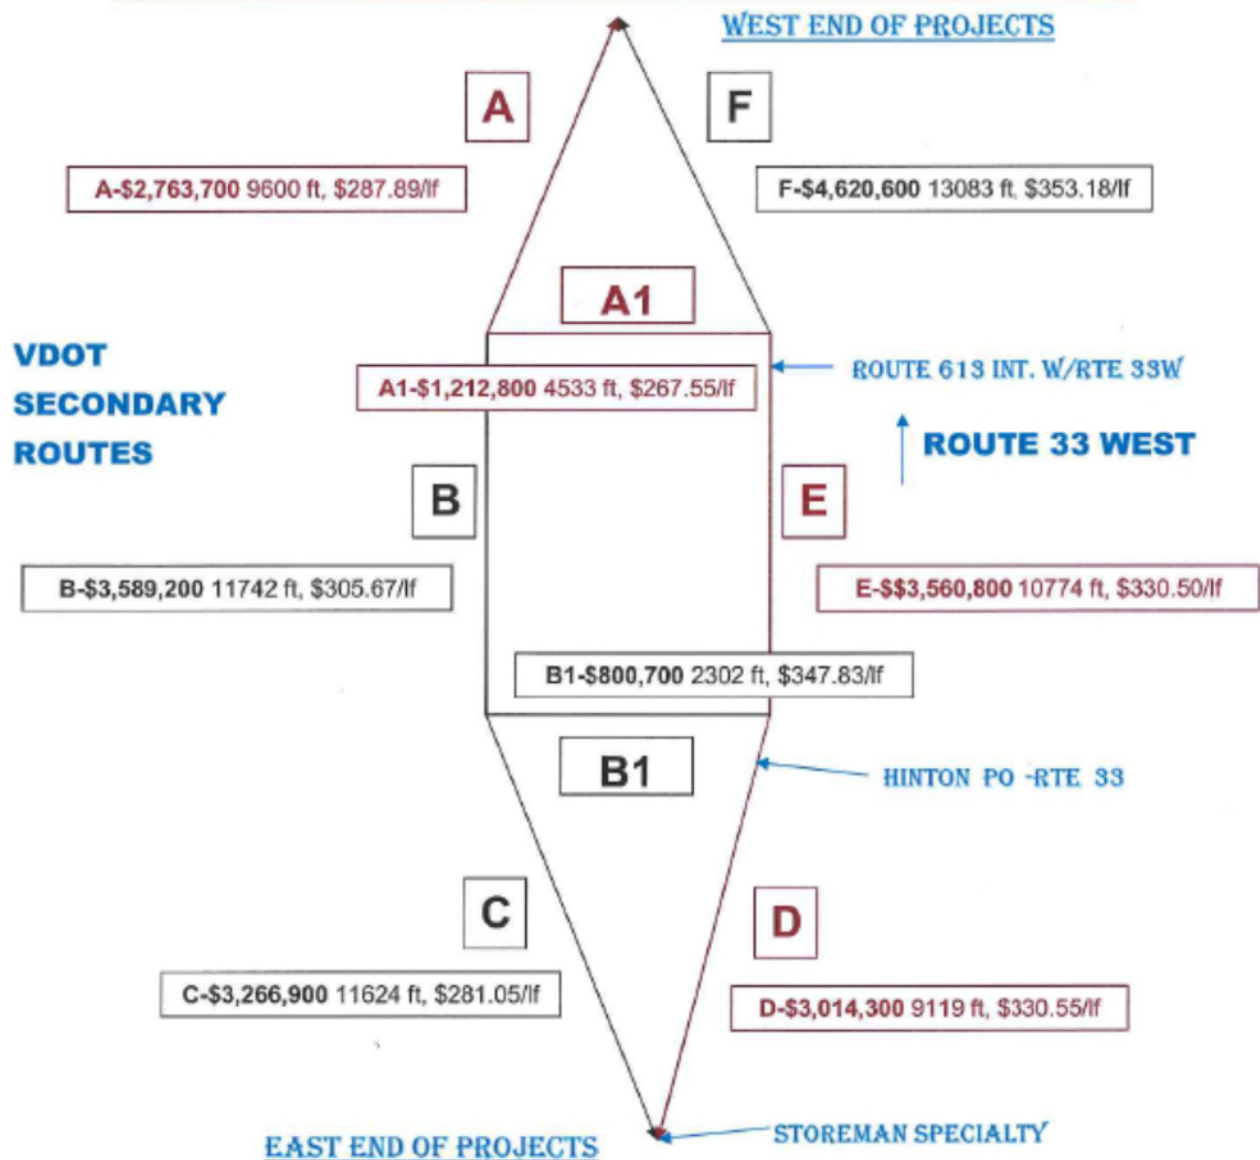 WEST END OF PROJECTS
A
F
A-$2,763,700 9600 ft, $287.89/lf
F-$4,620,600 13083 ft, $353.18/lf
A1
VDOT
SECONDARY
ROUTES
A1-$1,212,800 4533 ft, $267.55/lf
ROUTE 613 INT. W/RTE 33W
ROUTE 33 WEST
B
E
B-$3,589,200 11742 ft, $305.67/lf
E-$$3,560,800 10774 ft, $330.50/lf
B1-$800,700 2302 ft, $347.83/lf
B1
HINTON PO -RTE 33
C
D
C-$3,266,900 11624 ft, $281.05/lf
D-$3,014,300 9119 ft, $330.55/lf
EAST END OF PROJECTS
STOREMAN SPECIALTY